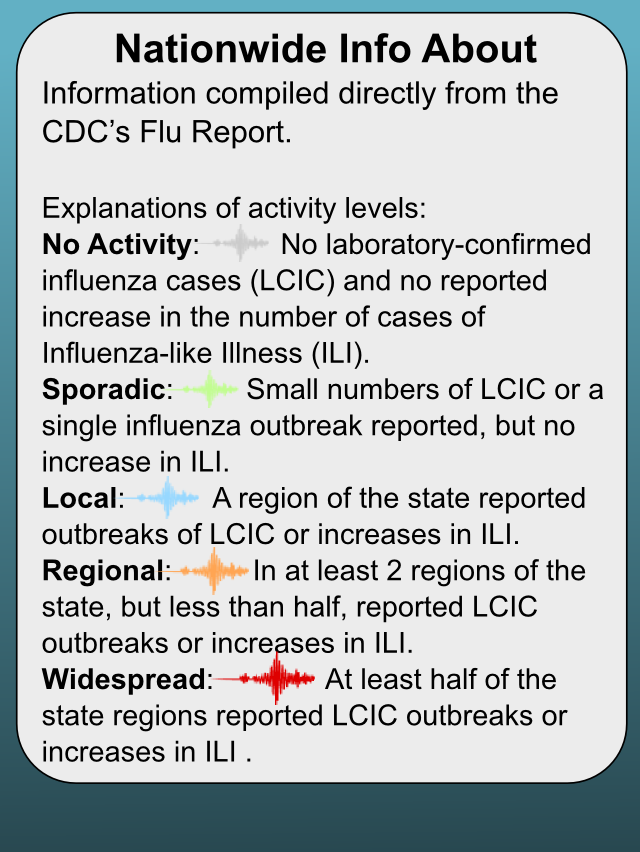 Nationwide Info About
Information compiled directly from the
CDC’s Flu Report.
Explanations of activity levels:
No Activity: No laboratory-confirmed
influenza cases (LCIC) and no reported
increase in the number of cases of
Influenza-like Illness (ILI).
Sporadic: Small numbers of LCIC or a
single influenza outbreak reported, but no
increase in ILI.
Local: A region of the state reported
outbreaks of LCIC or increases in ILI.
Regional: In at least 2 regions of the
state, but less than half, reported LCIC
outbreaks or increases in ILI.
Widespread: At least half of the
state regions reported LCIC outbreaks or
increases in ILI .